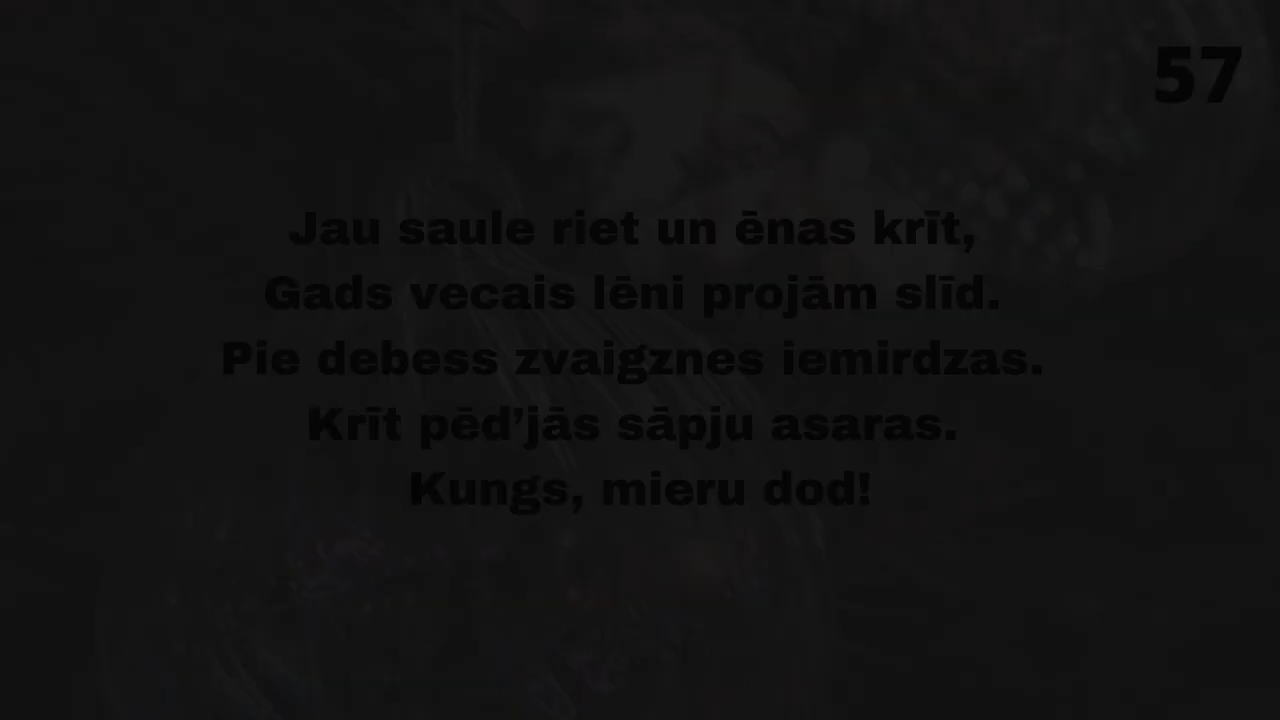 57
Jau saule riet un ēnas krīt,
Gads vecais lēni projām slīd.
Pie debess zvaigznes iemirdzas.
Krīt pēd’jās sāpju asaras.
Kungs, mieru dod!